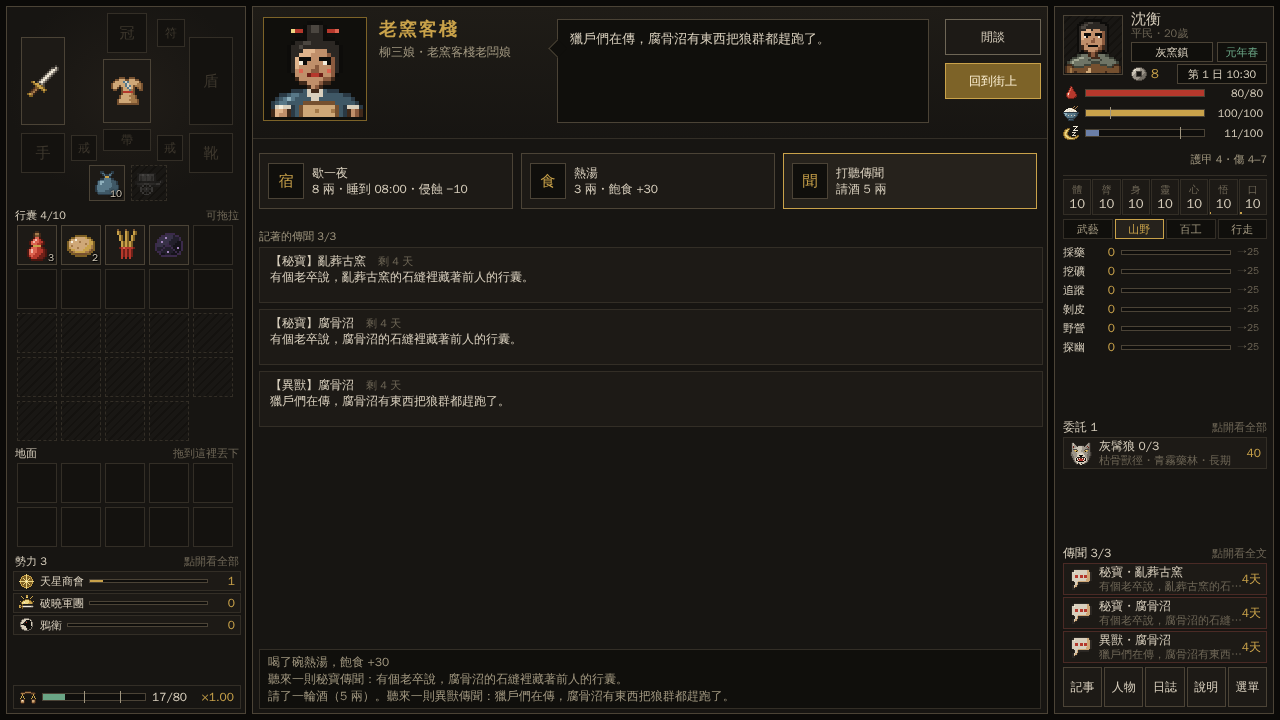 冠
符
盾
手
戒
帶
戒
靴
10
行囊 4/10
可拖拉
3
2
地面
拖到這裡丟下
勢力 3
點開看全部
天星商會
1
破曉軍團
0
鴉衛
0
17/80
×1.00
老窯客棧
柳三娘・老窯客棧老闆娘
獵戶們在傳，腐骨沼有東西把狼群都趕跑了。
閒談
回到街上
宿
歇一夜
8 兩・睡到 08:00・侵蝕 −10
食
熱湯
3 兩・飽食 +30
聞
打聽傳聞
請酒 5 兩
記著的傳聞 3/3
【秘寶】亂葬古窯 剩 4 天
有個老卒說，亂葬古窯的石縫裡藏著前人的行囊。
【秘寶】腐骨沼 剩 4 天
有個老卒說，腐骨沼的石縫裡藏著前人的行囊。
【異獸】腐骨沼 剩 4 天
獵戶們在傳，腐骨沼有東西把狼群都趕跑了。
喝了碗熱湯，飽食 +30
聽來一則秘寶傳聞：有個老卒說，腐骨沼的石縫裡藏著前人的行囊。
請了一輪酒（5 兩）。聽來一則異獸傳聞：獵戶們在傳，腐骨沼有東西把狼群都趕跑了。
沈衡
平民・20歲
灰窯鎮
元年春
8
第 1 日 10:30
80/80
100/100
11/100
護甲 4・傷 4–7
體 臂 身 靈 心 悟 口
10 10 10 10 10 10 10
武藝 山野 百工 行走
採藥 0 →25
挖礦 0 →25
追蹤 0 →25
剝皮 0 →25
野營 0 →25
探幽 0 →25
委託 1
點開看全部
灰髯狼 0/3
枯骨獸徑・青霧藥林・長期
40
傳聞 3/3
點開看全文
秘寶・亂葬古窯
有個老卒說，亂葬古窯的石…
4天
秘寶・腐骨沼
有個老卒說，腐骨沼的石縫…
4天
異獸・腐骨沼
獵戶們在傳，腐骨沼有東西…
4天
記事 人物 日誌 說明 選單